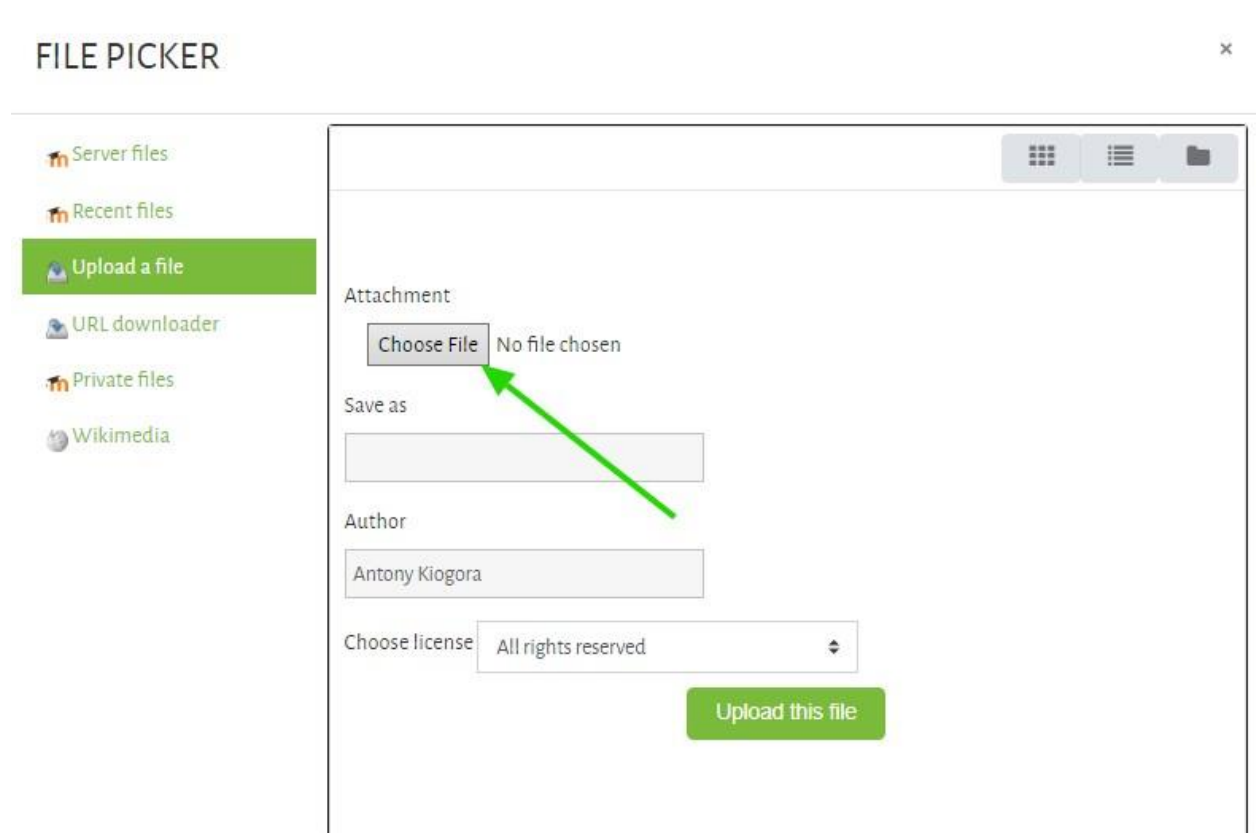 FILE PICKER
×
Server files
Recent files
Upload a file
URL downloader
Private files
Wikimedia
Attachment
Choose File No file chosen
Save as
Author
Antony Kiogora
Choose license All rights reserved
Upload this file